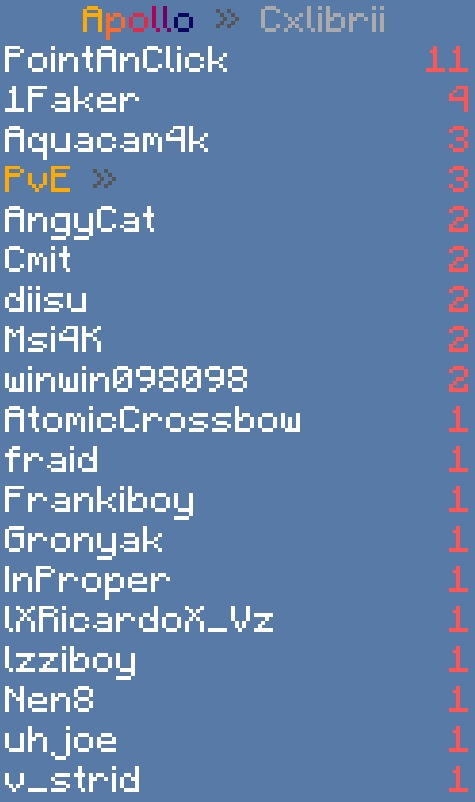 Apollo » Cxlibrii
PointAnClick 11
1Faker 4
Aquacam4k 3
PvE » 3
AngyCat 2
Cmit 2
diisu 2
Msi4K 2
winwin098098 2
AtomicCrossbow 1
fraid 1
Frankiboy 1
Gronyak 1
InProper 1
lXRicardoX_Vz 1
lzziboy 1
Nen8 1
uh_joe 1
v_strid 1